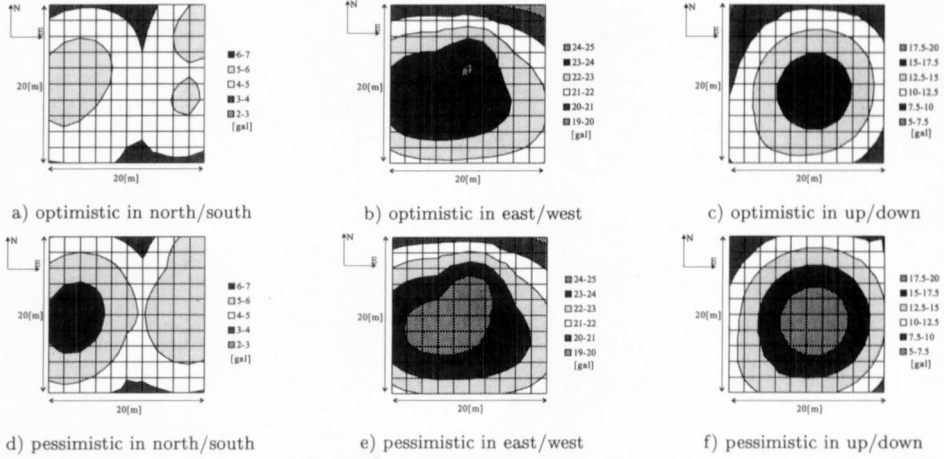 N
E
20[m]
20[m]
6-7
5-6
4-5
3-4
2-3
[gal]
a) optimistic in north/south
N
E
20[m]
20[m]
24-25
23-24
22-23
21-22
20-21
19-20
[gal]
b) optimistic in east/west
N
E
20[m]
20[m]
17.5-20
15-17.5
12.5-15
10-12.5
7.5-10
5-7.5
[gal]
c) optimistic in up/down
N
E
20[m]
20[m]
6-7
5-6
4-5
3-4
2-3
[gal]
d) pessimistic in north/south
N
E
20[m]
20[m]
24-25
23-24
22-23
21-22
20-21
19-20
[gal]
e) pessimistic in east/west
N
E
20[m]
20[m]
17.5-20
15-17.5
12.5-15
10-12.5
7.5-10
5-7.5
[gal]
f) pessimistic in up/down